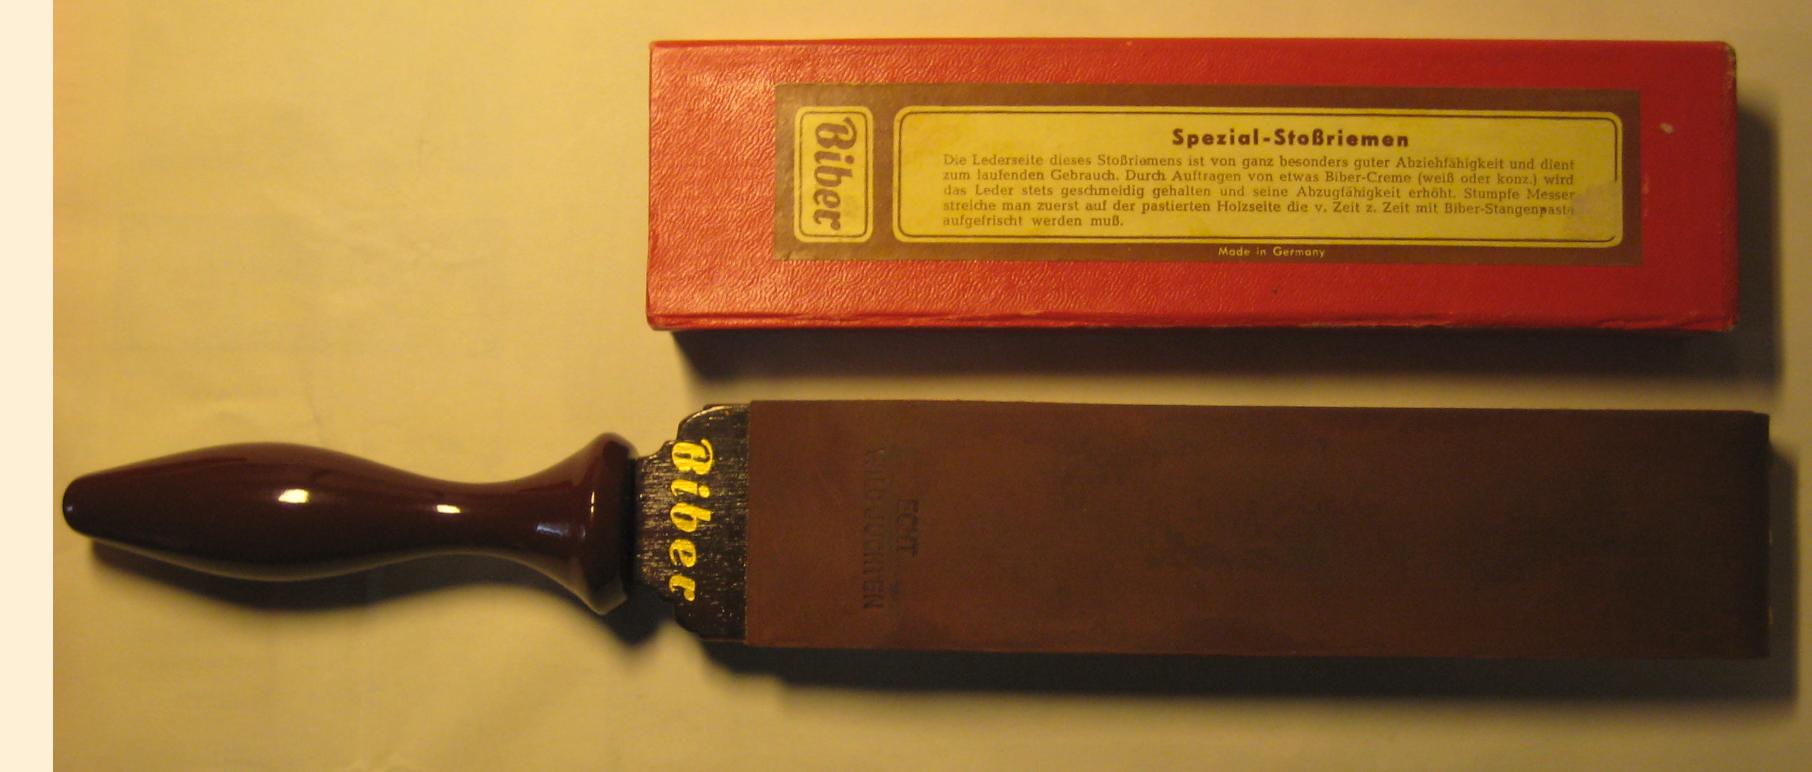 Biber
Spezial-Stoßriemen
Die Lederseite dieses Stoßriemens ist von ganz besonders guter Abziehfähigkeit und dient
zum laufenden Gebrauch. Durch Auftragen von etwas Biber-Creme (weiß oder konz.) wird
das Leder stets geschmeidig gehalten und seine Abzugfähigkeit erhöht. Stumpfe Messer
streiche man zuerst auf der pastierten Holzseite die v. Zeit z. Zeit mit Biber-Stangenpasta
aufgefrischt werden muß.
Made in Germany
Biber
ECHT